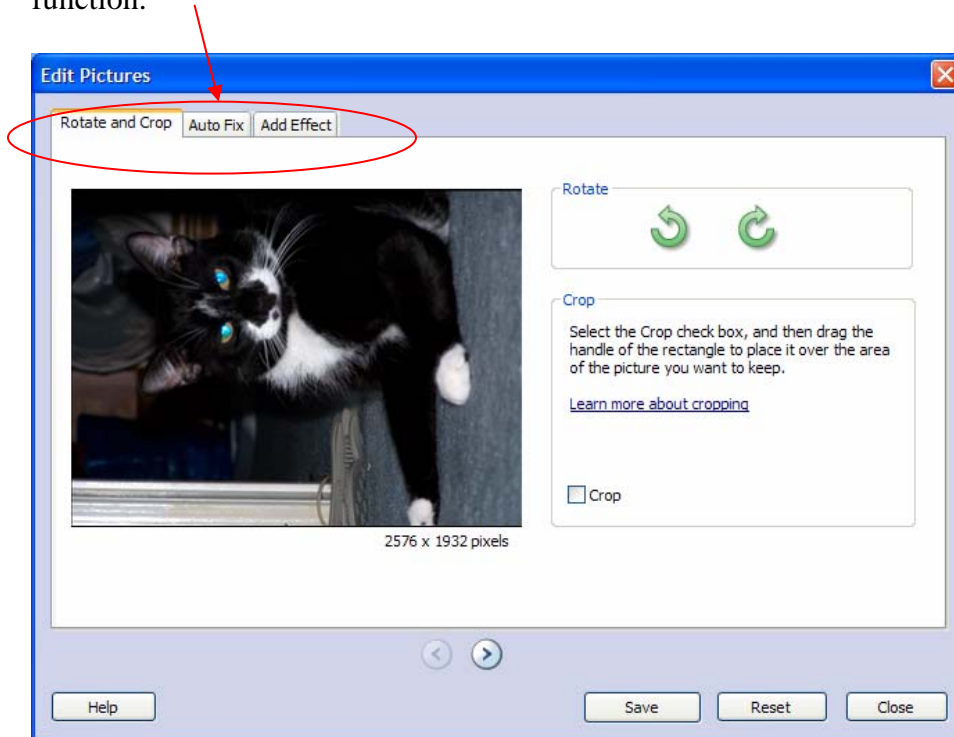 function.
Edit Pictures
Rotate and Crop Auto Fix Add Effect
Rotate
Crop
Select the Crop check box, and then drag the
handle of the rectangle to place it over the area
of the picture you want to keep.
Learn more about cropping
Crop
2576 x 1932 pixels
Help Save Reset Close